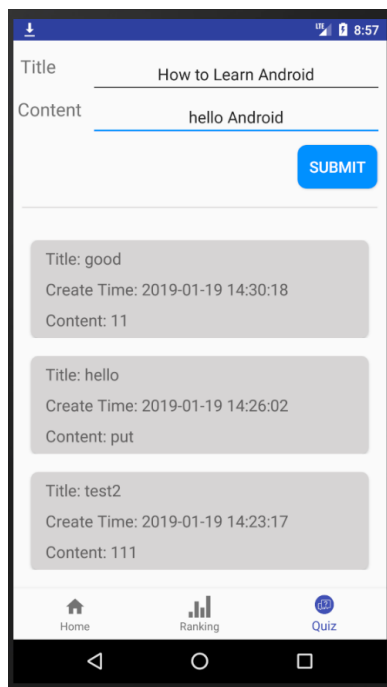 LTE 8:57
Title How to Learn Android
Content hello Android
SUBMIT
Title: good
Create Time: 2019-01-19 14:30:18
Content: 11
Title: hello
Create Time: 2019-01-19 14:26:02
Content: put
Title: test2
Create Time: 2019-01-19 14:23:17
Content: 111
Home Ranking Quiz